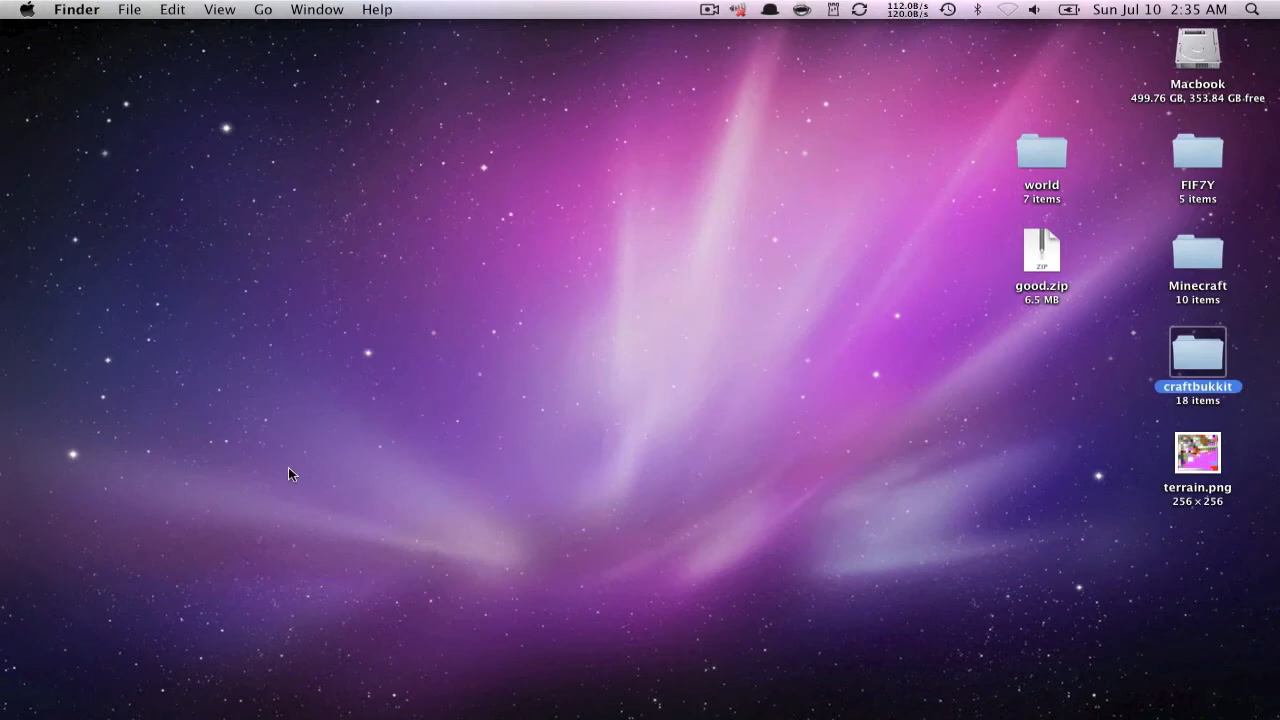 Finder File Edit View Go Window Help 112.0B/s 120.0B/s Sun Jul 10 2:35 AM
Macbook
499.76 GB, 353.84 GB free
world
7 items
FIF7Y
5 items
ZIP
good.zip
6.5 MB
Minecraft
10 items
craftbukkit
18 items
terrain.png
256 × 256